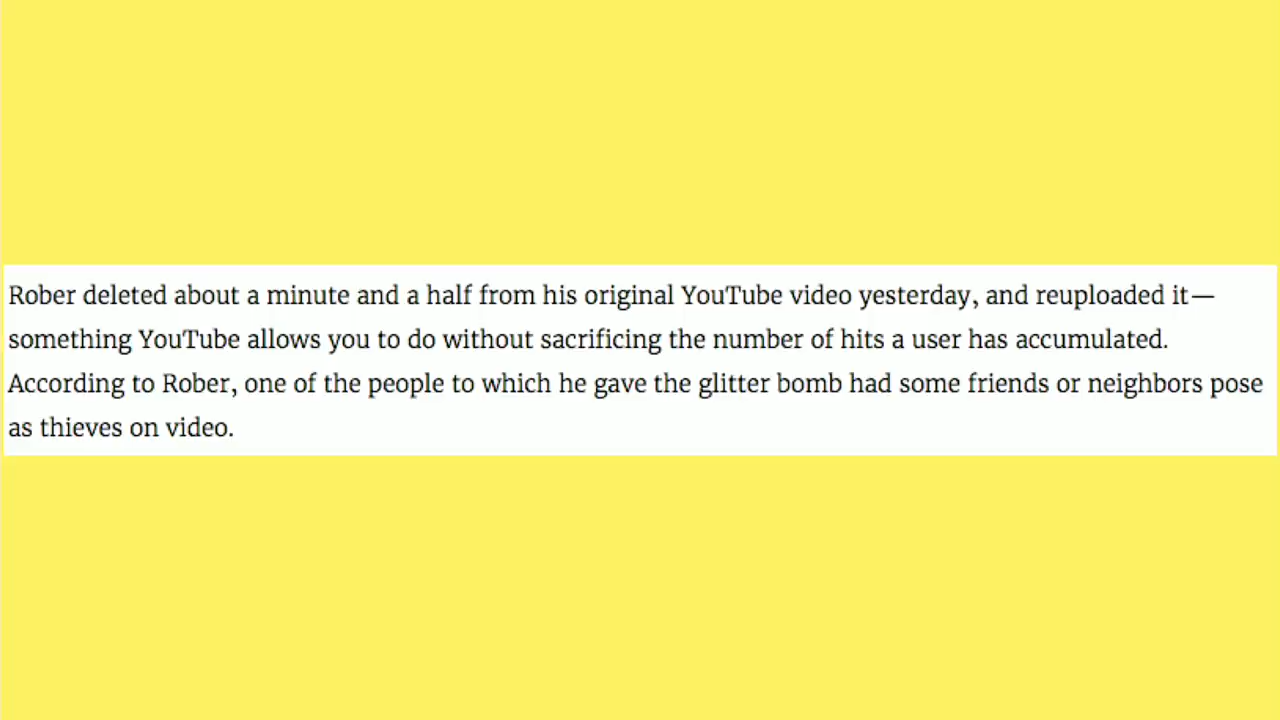 Rober deleted about a minute and a half from his original YouTube video yesterday, and reuploaded it—
something YouTube allows you to do without sacrificing the number of hits a user has accumulated.
According to Rober, one of the people to which he gave the glitter bomb had some friends or neighbors pose
as thieves on video.